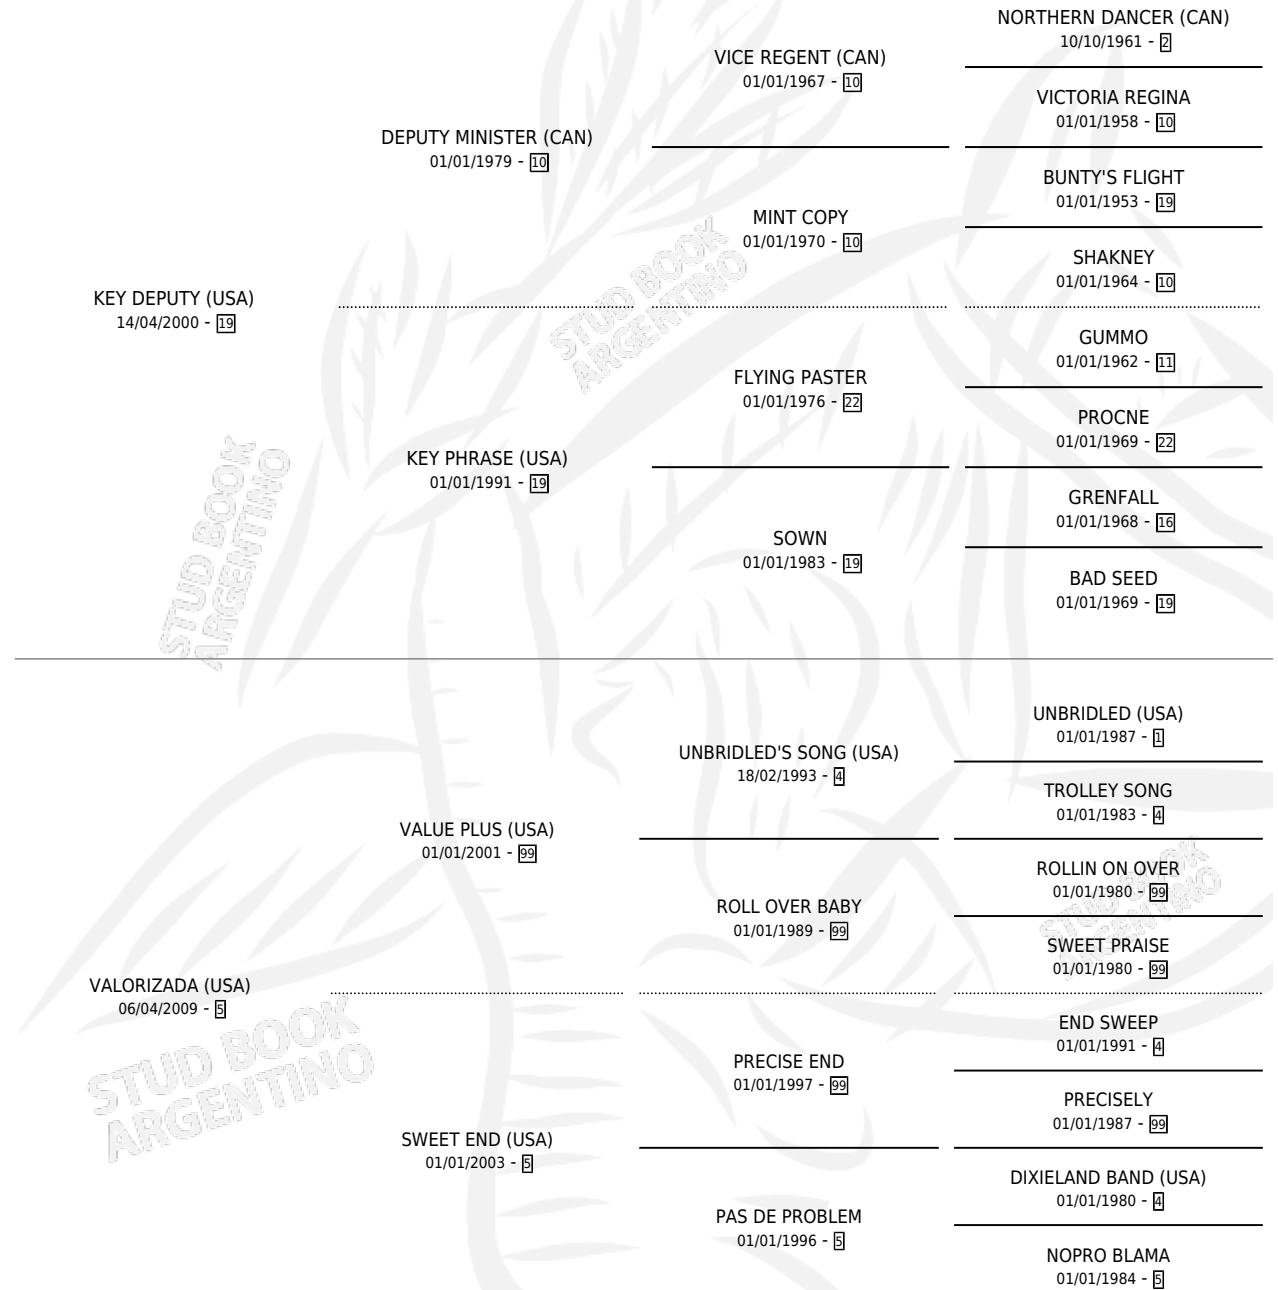 NORTHERN DANCER (CAN)
10/10/1961 - 2
VICE REGENT (CAN)
01/01/1967 - 10
VICTORIA REGINA
01/01/1958 - 10
DEPUTY MINISTER (CAN)
01/01/1979 - 10
BUNTY'S FLIGHT
01/01/1953 - 19
MINT COPY
01/01/1970 - 10
SHAKNEY
01/01/1964 - 10
KEY DEPUTY (USA)
14/04/2000 - 19
GUMMO
01/01/1962 - 11
FLYING PASTER
01/01/1976 - 22
PROCNE
01/01/1969 - 22
KEY PHRASE (USA)
01/01/1991 - 19
GRENFALL
01/01/1968 - 16
SOWN
01/01/1983 - 19
BAD SEED
01/01/1969 - 19
UNBRIDLED (USA)
01/01/1987 - 1
UNBRIDLED'S SONG (USA)
18/02/1993 - 4
TROLLEY SONG
01/01/1983 - 4
VALUE PLUS (USA)
01/01/2001 - 99
ROLLIN ON OVER
01/01/1980 - 99
ROLL OVER BABY
01/01/1989 - 99
SWEET PRAISE
01/01/1980 - 99
VALORIZADA (USA)
06/04/2009 - 5
END SWEEP
01/01/1991 - 4
PRECISE END
01/01/1997 - 99
PRECISELY
01/01/1987 - 99
SWEET END (USA)
01/01/2003 - 5
DIXIELAND BAND (USA)
01/01/1980 - 4
PAS DE PROBLEM
01/01/1996 - 5
NOPRO BLAMA
01/01/1984 - 5
STUD BOOK
ARGENTINO
STUD BOOK
ARGENTINO
STUD BOOK
ARGENTINO
STUD BOOK
ARGENTINO